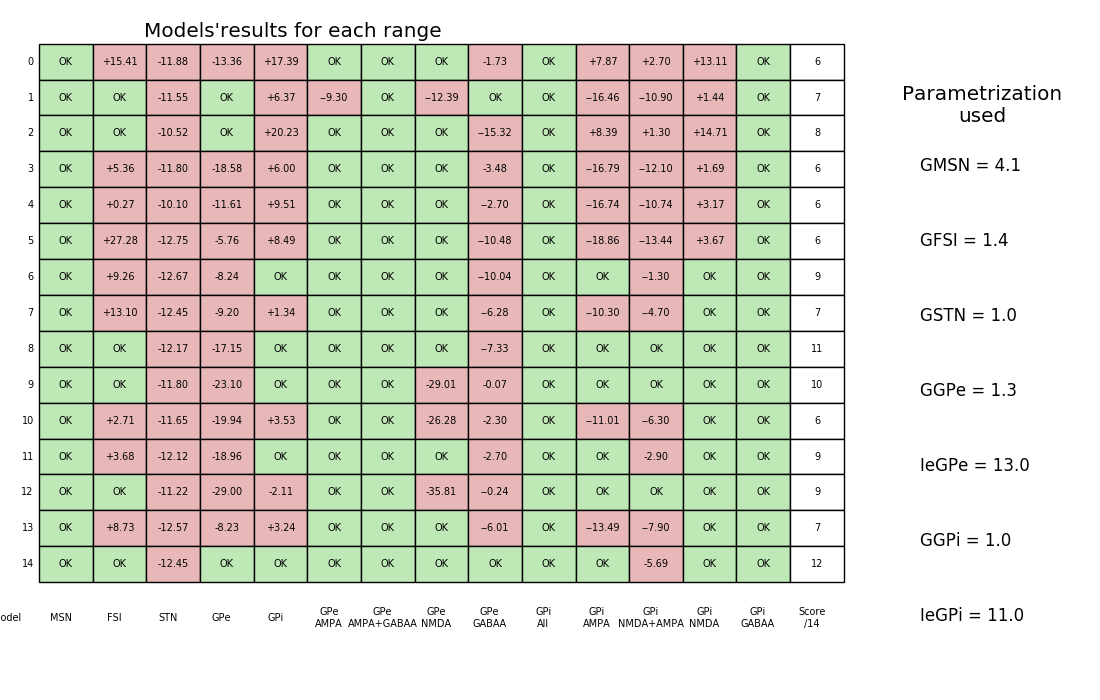 Models'results for each range
0 OK +15.41 -11.88 -13.36 +17.39 OK OK OK -1.73 OK +7.87 +2.70 +13.11 OK 6
1 OK OK -11.55 OK +6.37 --9.30 OK --12.39 OK OK --16.46 --10.90 +1.44 OK 7
2 OK OK -10.52 OK +20.23 OK OK OK --15.32 OK +8.39 +1.30 +14.71 OK 8
3 OK +5.36 -11.80 -18.58 +6.00 OK OK OK -3.48 OK --16.79 --12.10 +1.69 OK 6
4 OK +0.27 -10.10 -11.61 +9.51 OK OK OK --2.70 OK --16.74 --10.74 +3.17 OK 6
5 OK +27.28 -12.75 -5.76 +8.49 OK OK OK --10.48 OK --18.86 --13.44 +3.67 OK 6
6 OK +9.26 -12.67 -8.24 OK OK OK OK --10.04 OK OK --1.30 OK OK 9
7 OK +13.10 -12.45 -9.20 +1.34 OK OK OK --6.28 OK --10.30 --4.70 OK OK 7
8 OK OK -12.17 -17.15 OK OK OK OK --7.33 OK OK OK OK OK 11
9 OK OK -11.80 -23.10 OK OK OK -29.01 -0.07 OK OK OK OK OK 10
10 OK +2.71 -11.65 -19.94 +3.53 OK OK -26.28 -2.30 OK --11.01 --6.30 OK OK 6
11 OK +3.68 -12.12 -18.96 OK OK OK OK --2.70 OK OK -2.90 OK OK 9
12 OK OK -11.22 -29.00 -2.11 OK OK -35.81 --0.24 OK OK OK OK OK 9
13 OK +8.73 -12.57 -8.23 +3.24 OK OK OK --6.01 OK --13.49 --7.90 OK OK 7
14 OK OK -12.45 OK OK OK OK OK OK OK OK -5.69 OK OK 12
odel MSN FSI STN GPe GPi GPe GPe GPe GPe GPi GPi GPi GPi GPi Score
AMPA AMPA+GABAA NMDA GABAA All AMPA NMDA+AMPA NMDA GABAA /14
Parametrization
used
GMSN = 4.1
GFSI = 1.4
GSTN = 1.0
GGPe = 1.3
IeGPe = 13.0
GGPi = 1.0
IeGPi = 11.0